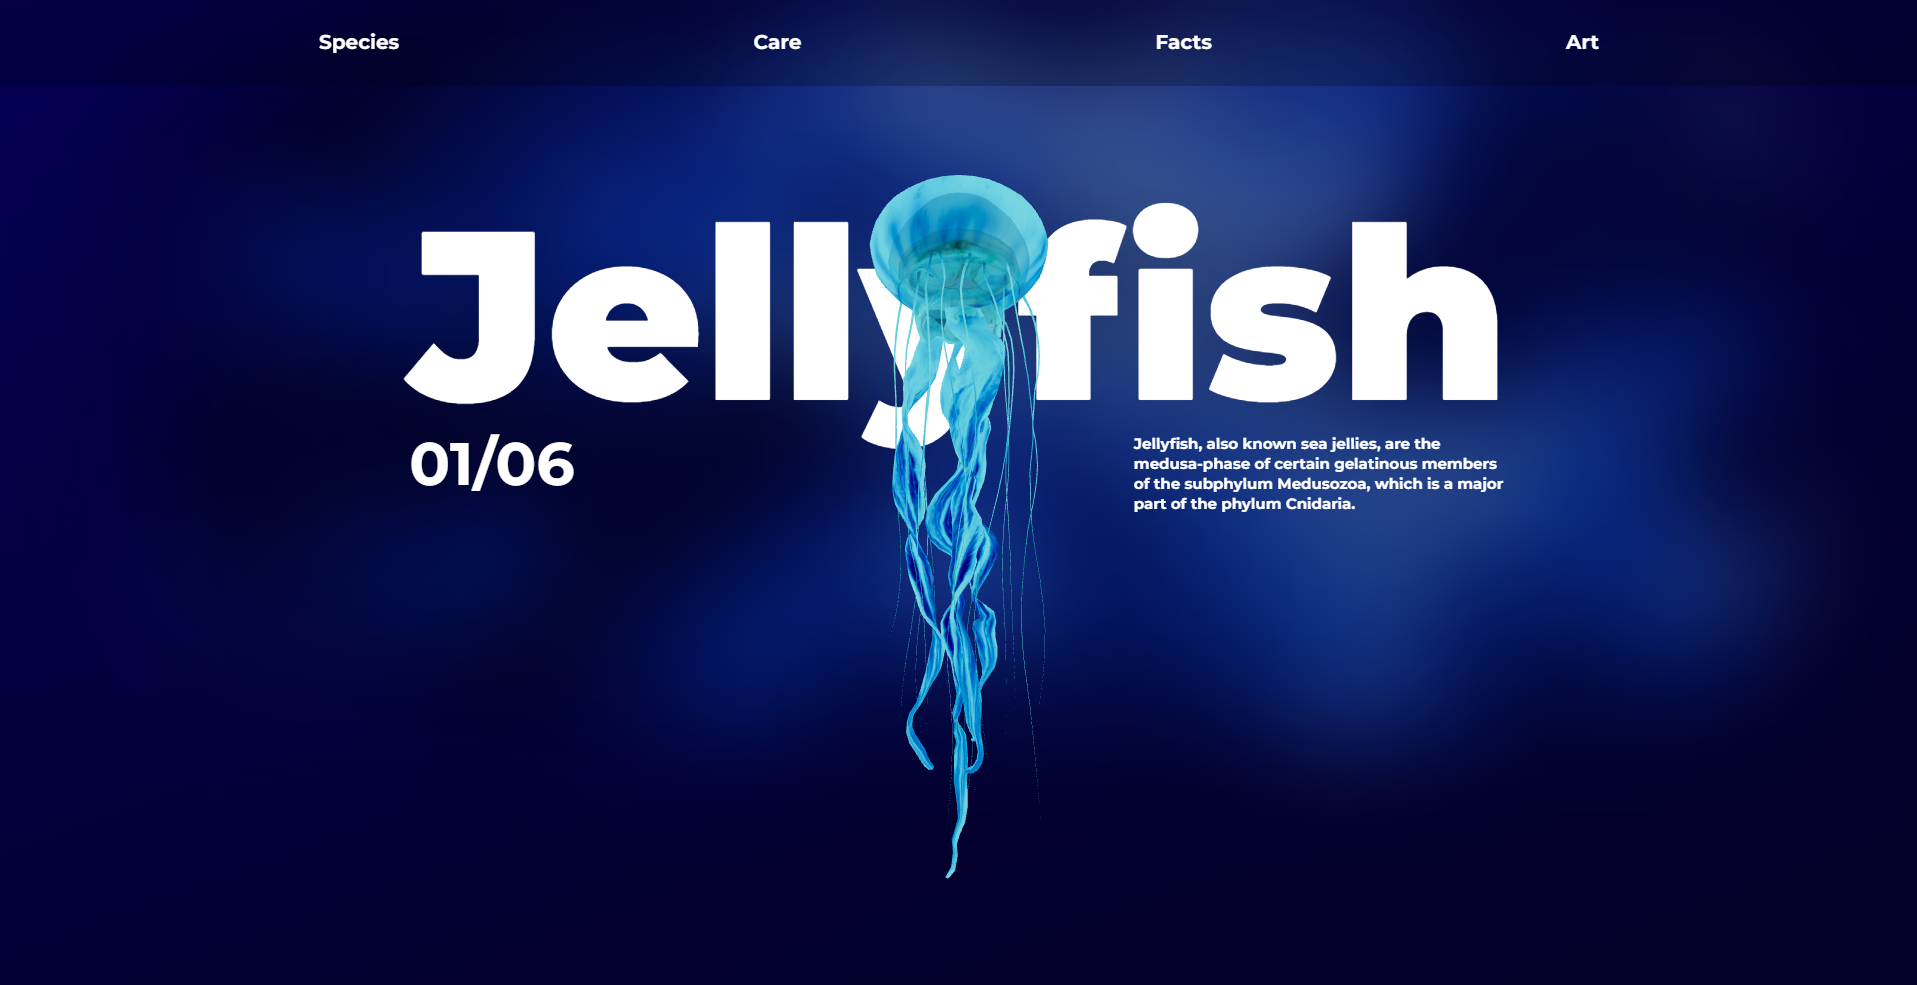 Species Care Facts Art
Jellyfish
01/06
Jellyfish, also known sea jellies, are the
medusa-phase of certain gelatinous members
of the subphylum Medusozoa, which is a major
part of the phylum Cnidaria.